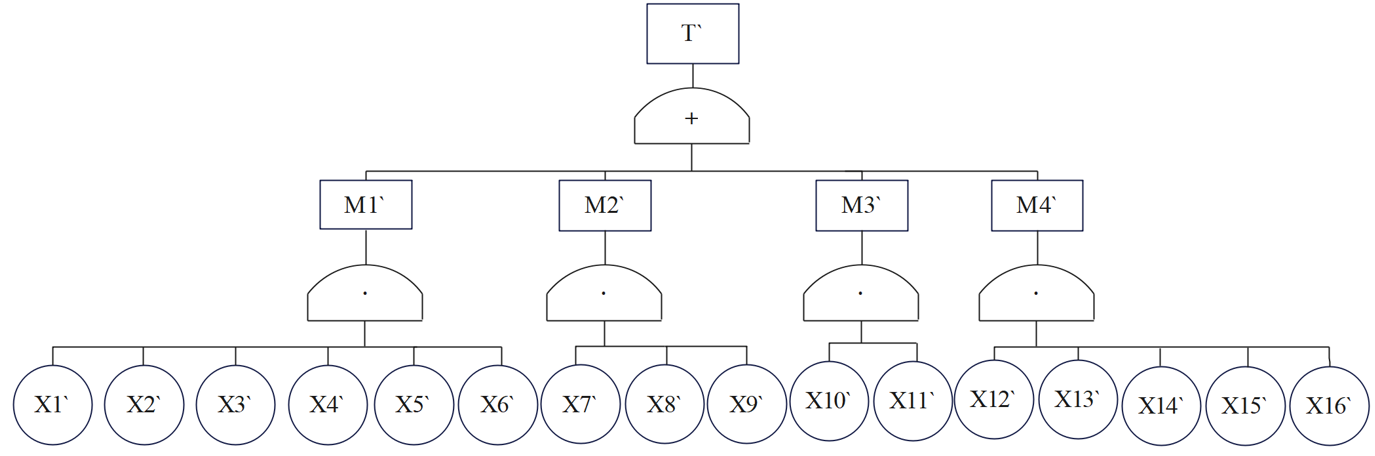 T`
+
M1` M2` M3` M4`
· · · ·
X1` X2` X3` X4` X5` X6` X7` X8` X9` X10` X11` X12` X13` X14` X15` X16`